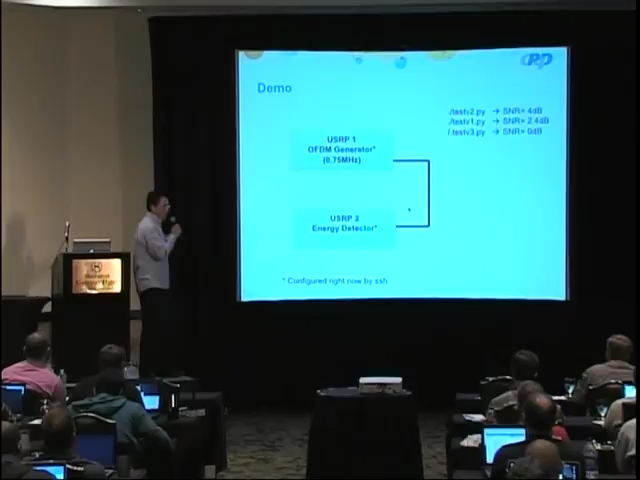 Demo
./testv2.py → SNR= 4dB
./testv1.py → SNR= 2.4dB
/.testv3.py → SNR= 0dB
USRP 1
OFDM Generator*
(0.75MHz)
USRP 2
Energy Detector*
* Configured right now by ssh
Sheraton